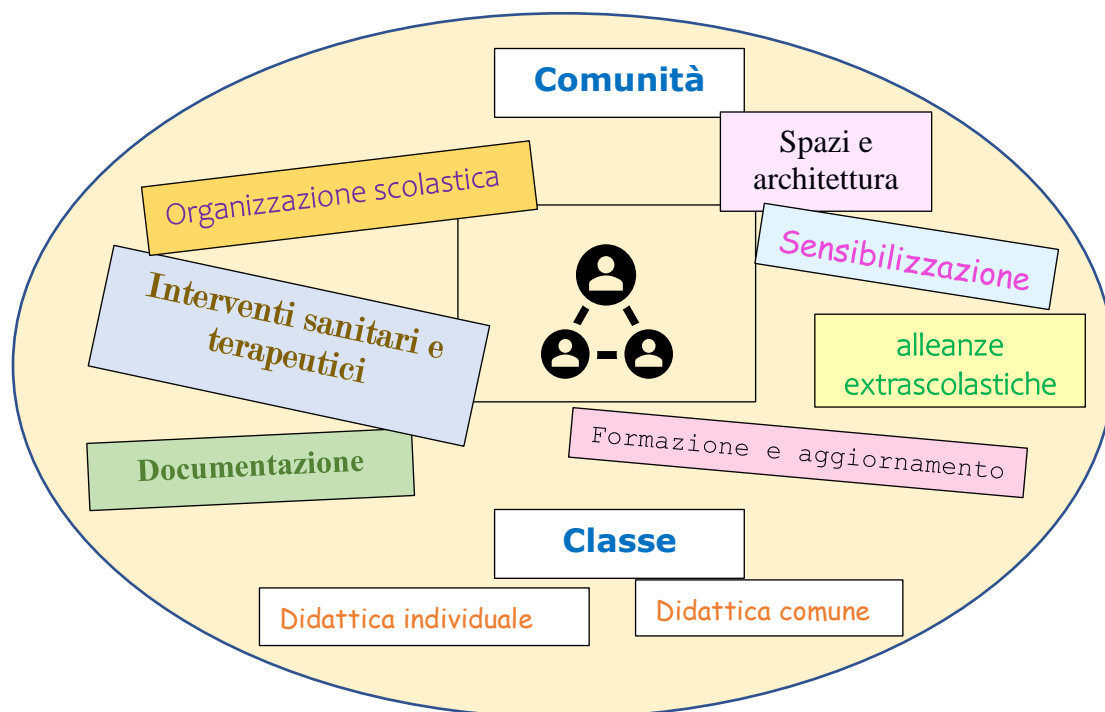 Comunità
Spazi e
architettura
Organizzazione scolastica
Sensibilizzazione
Interventi sanitari e
terapeutici
alleanze
extrascolastiche
Formazione e aggiornamento
Documentazione
Classe
Didattica individuale
Didattica comune